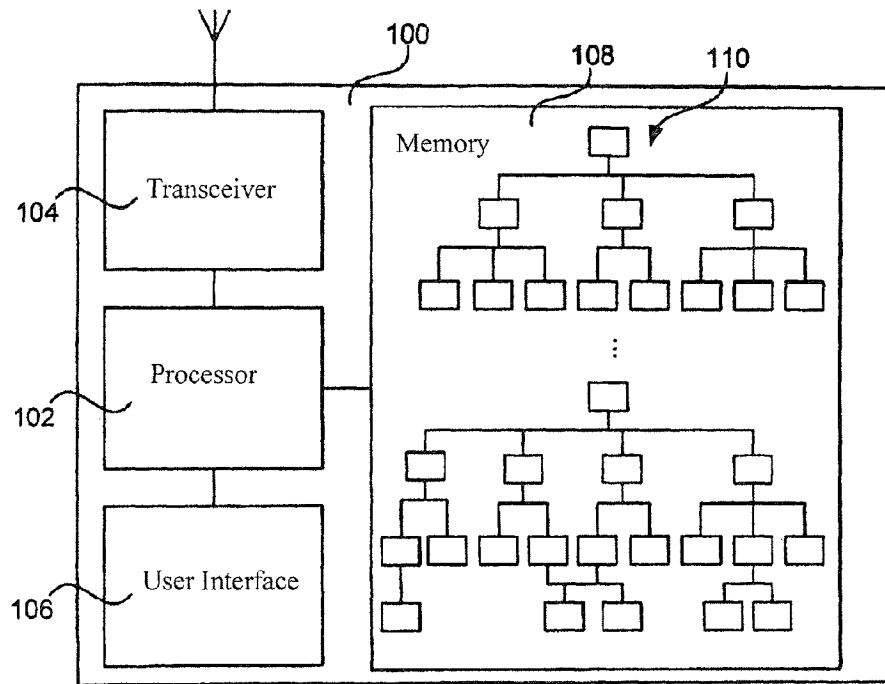 100
108
110
Memory
Transceiver
104
Processor
102
User Interface
106